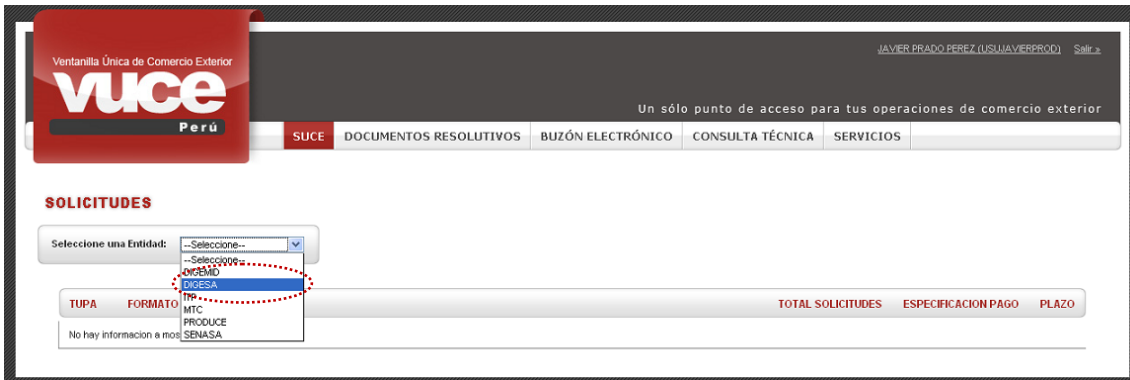 JAVIER PRADO PEREZ (USUJAVIERPROD) Salir »
Ventanilla Única de Comercio Exterior
vuce
Perú
Un sólo punto de acceso para tus operaciones de comercio exterior
SUCE DOCUMENTOS RESOLUTIVOS BUZÓN ELECTRÓNICO CONSULTA TÉCNICA SERVICIOS
SOLICITUDES
Seleccione una Entidad: --Seleccione--
--Seleccione--
DIGEMID
DIGESA
MTC
PRODUCE
SENASA
TUPA FORMATO TOTAL SOLICITUDES ESPECIFICACION PAGO PLAZO
No hay informacion a mos